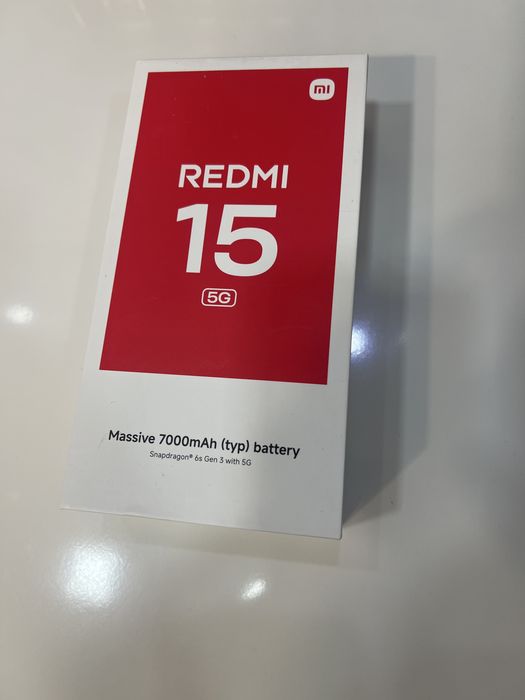 mi
REDMI
15
5G
Massive 7000mAh (typ) battery
Snapdragon® 6s Gen 3 with 5G